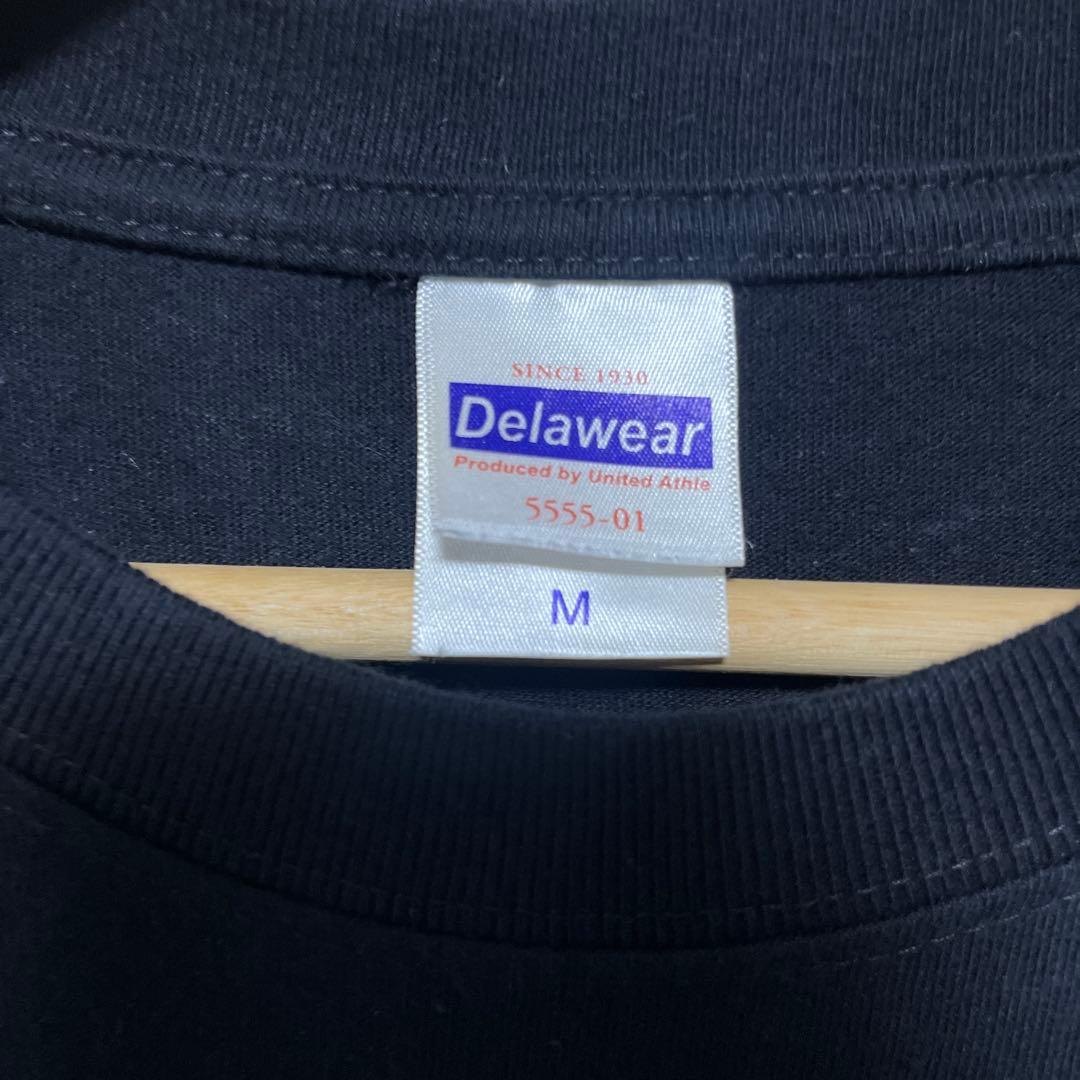 SINCE 1930
Delawear
Produced by United Athle
5555-01
M